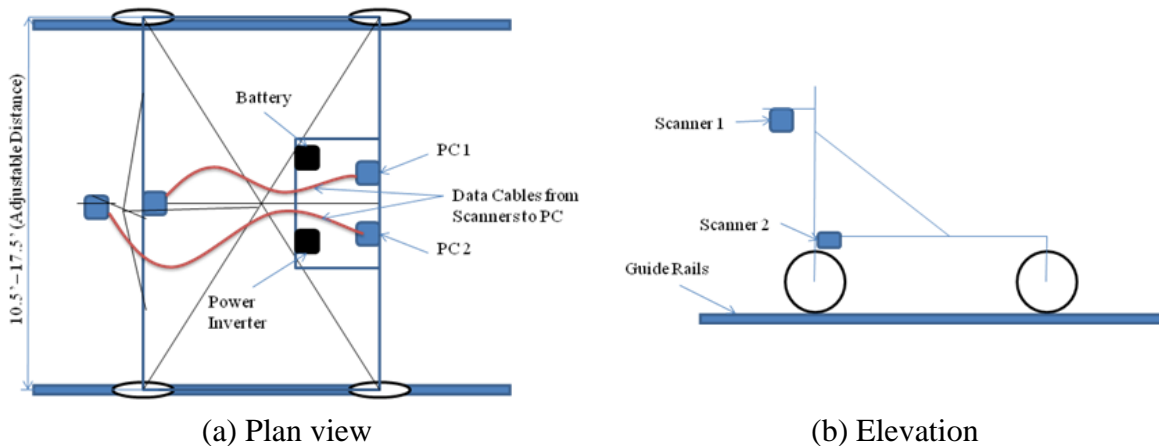 10.5’–17.5’ (Adjustable Distance)
Battery
PC 1
Data Cables from
Scanners to PC
PC 2
Power
Inverter
(a) Plan view
Scanner 1
Scanner 2
Guide Rails
(b) Elevation